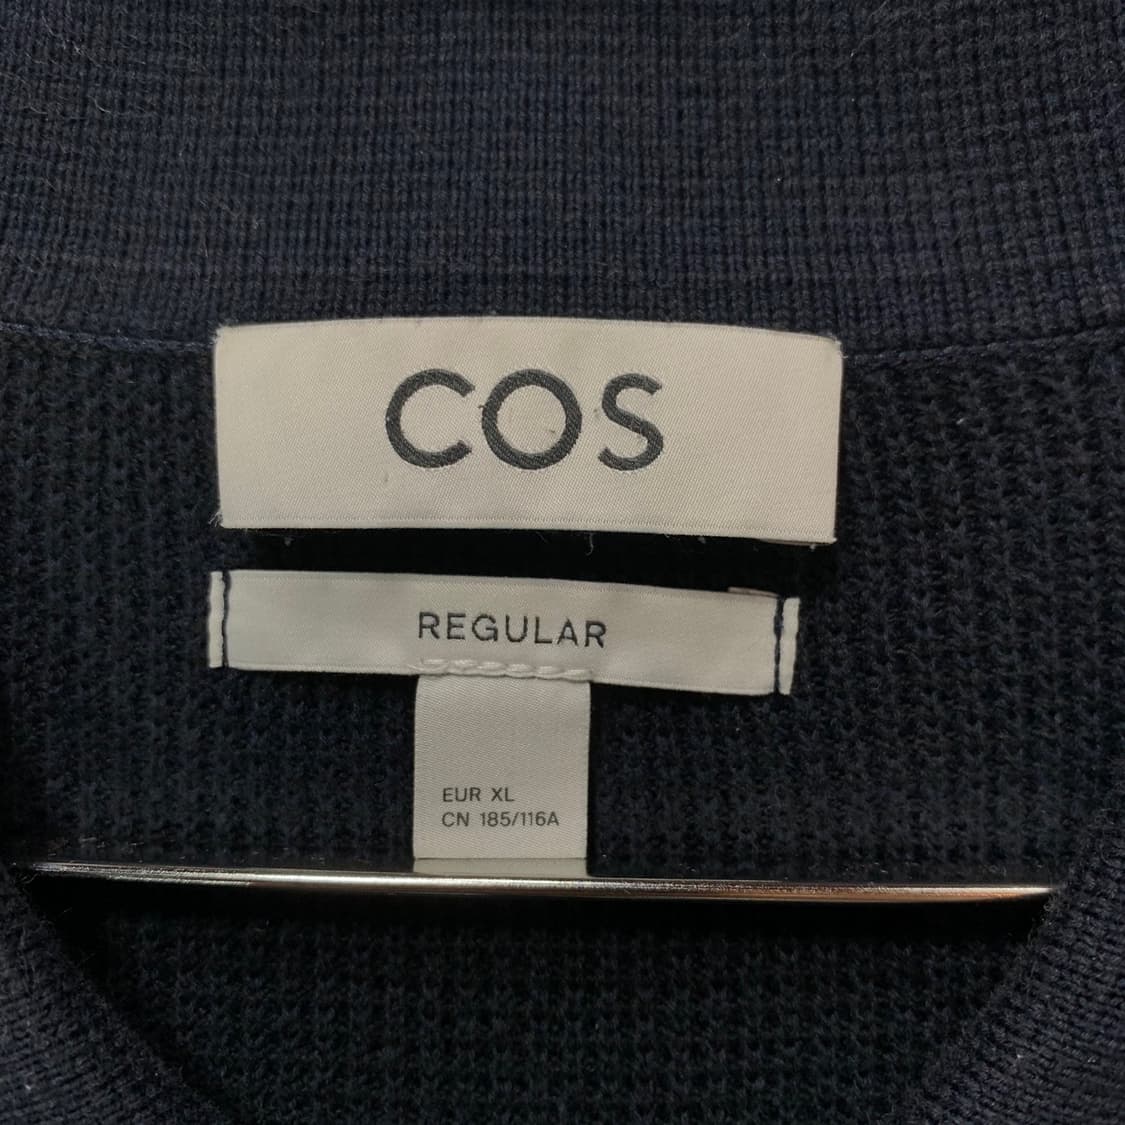 COS
REGULAR
EUR XL
CN 185/116A